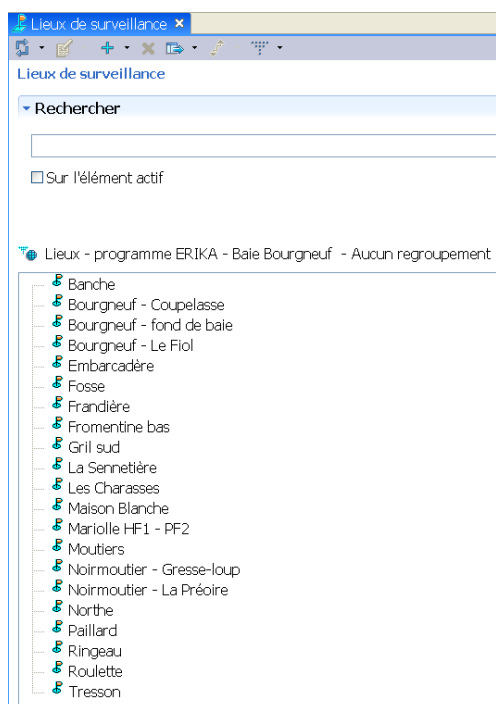 Lieux de surveillance
Lieux de surveillance
Rechercher
Sur l'élément actif
Lieux - programme ERIKA - Baie Bourgneuf - Aucun regroupement
Banche
Bourgneuf - Coupelasse
Bourgneuf - fond de baie
Bourgneuf - Le Fiol
Embarcadère
Fosse
Frandière
Fromentine bas
Gril sud
La Sennetière
Les Charasses
Maison Blanche
Mariolle HF1 - PF2
Moutiers
Noirmoutier - Gresse-loup
Noirmoutier - La Préoire
Northe
Paillard
Ringeau
Roulette
Tresson